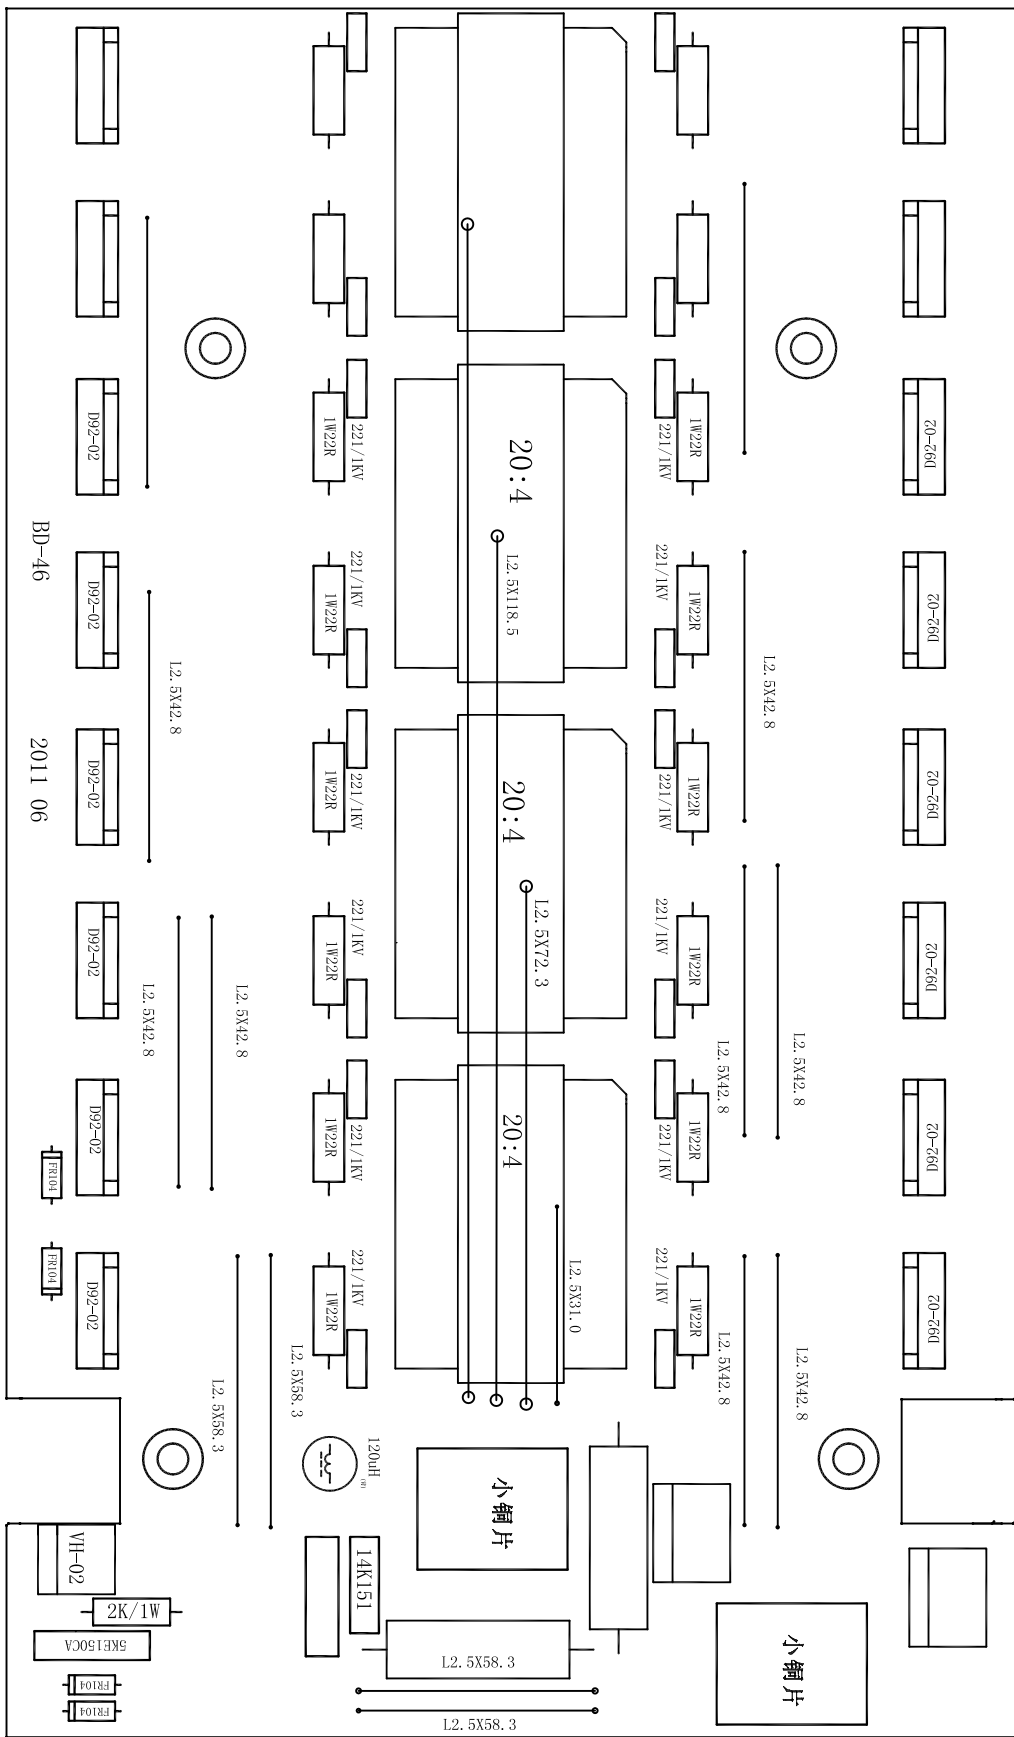 D92-02
1W22R
221/1KV
20:4
221/1KV
1W22R
D92-02
BD-46
D92-02
221/1KV
1W22R
L2.5X118.5
221/1KV
1W22R
D92-02
L2.5X42.8
L2.5X42.8
2011 06
D92-02
1W22R
221/1KV
20:4
221/1KV
1W22R
D92-02
D92-02
221/1KV
1W22R
L2.5X72.3
221/1KV
1W22R
D92-02
L2.5X42.8
L2.5X42.8
L2.5X42.8
L2.5X42.8
D92-02
FR104
1W22R
221/1KV
20:4
221/1KV
1W22R
D92-02
FR104
D92-02
221/1KV
1W22R
L2.5X31.0
221/1KV
1W22R
D92-02
L2.5X58.3
L2.5X58.3
L2.5X42.8
L2.5X42.8
120uH
小铜片
VH-02
14K151
2K/1W
5KE150CA
L2.5X58.3
小铜片
FR104
FR104
L2.5X58.3